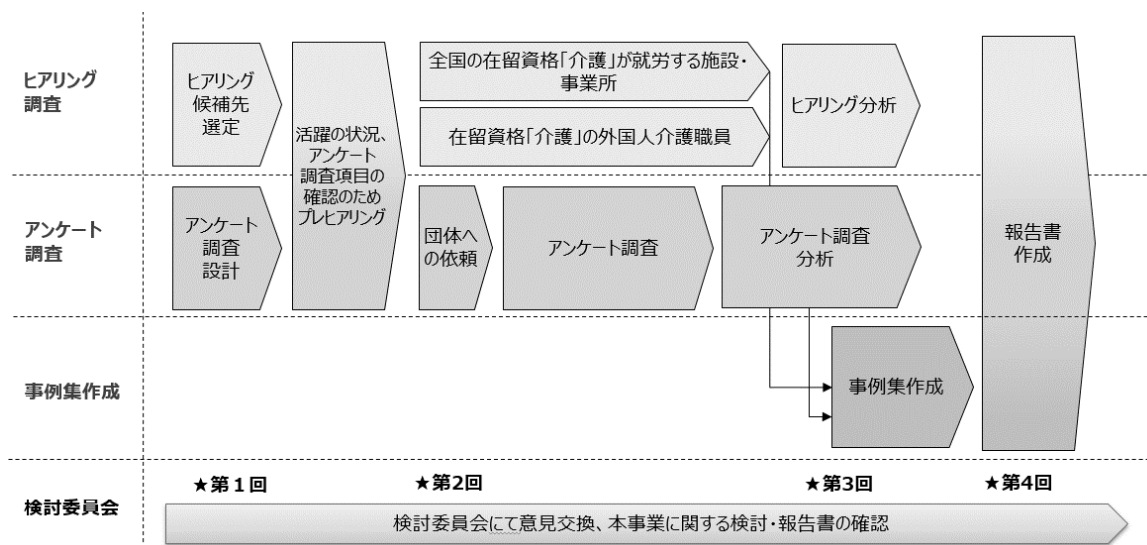 ヒアリング
調査
ヒアリング
候補先
選定
活躍の状況、
アンケート
調査項目の
確認のため
プレヒアリング
全国の在留資格「介護」が就労する施設・
事業所
在留資格「介護」の外国人介護職員
ヒアリング分析
アンケート
調査
アンケート
調査
設計
団体へ
の依頼
アンケート調査
アンケート調査
分析
報告書
作成
事例集作成
事例集作成
検討委員会
★第１回
★第2回
★第3回
★第4回
検討委員会にて意見交換、本事業に関する検討・報告書の確認